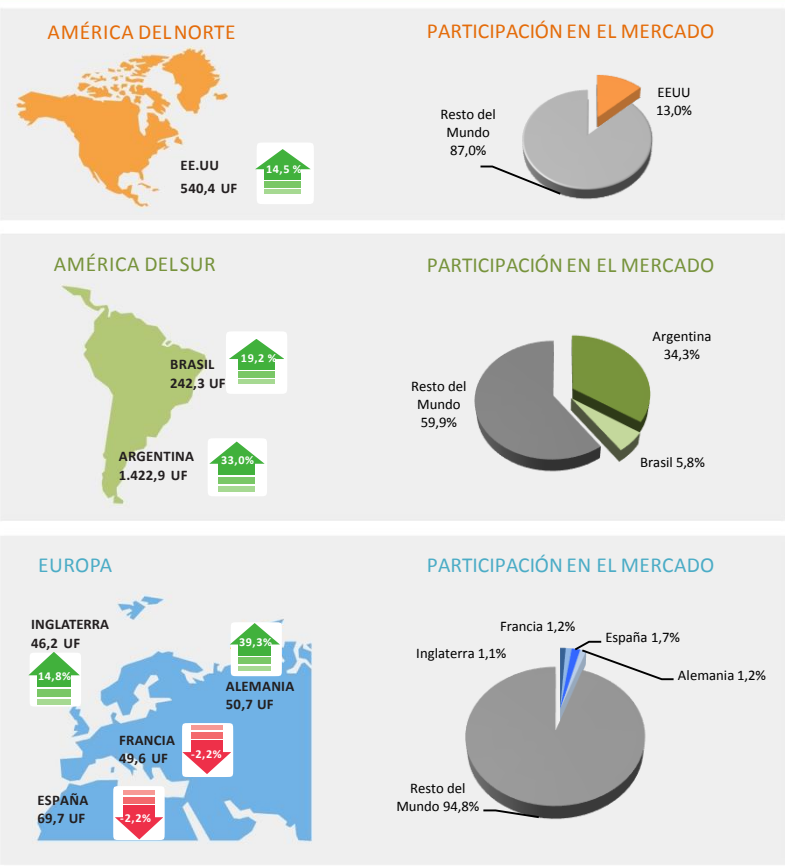 AMÉRICA DEL NORTE
EE.UU
540,4 UF
14,5 %
PARTICIPACIÓN EN EL MERCADO
EEUU
13,0%
Resto del
Mundo
87,0%
AMÉRICA DEL SUR
BRASIL
242,3 UF
19,2 %
ARGENTINA
1.422,9 UF
33,0%
PARTICIPACIÓN EN EL MERCADO
Argentina
34,3%
Resto del
Mundo
59,9%
Brasil 5,8%
EUROPA
INGLATERRA
46,2 UF
14,8%
39,3%
ALEMANIA
50,7 UF
FRANCIA
49,6 UF
-2,2%
ESPAÑA
69,7 UF
-2,2%
PARTICIPACIÓN EN EL MERCADO
Francia 1,2%
España 1,7%
Inglaterra 1,1%
Alemania 1,2%
Resto del
Mundo 94,8%